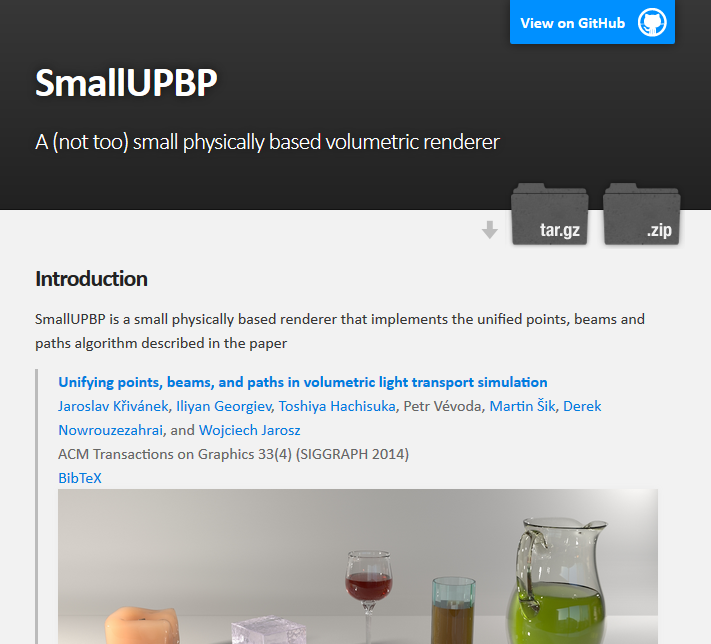 View on GitHub
SmallUPBP
A (not too) small physically based volumetric renderer
tar.gz
.zip
Introduction
SmallUPBP is a small physically based renderer that implements the unified points, beams and
paths algorithm described in the paper
Unifying points, beams, and paths in volumetric light transport simulation
Jaroslav Křivánek, Iliyan Georgiev, Toshiya Hachisuka, Petr Vévoda, Martin Šik, Derek
Nowrouzezahrai, and Wojciech Jarosz
ACM Transactions on Graphics 33(4) (SIGGRAPH 2014)
BibTeX